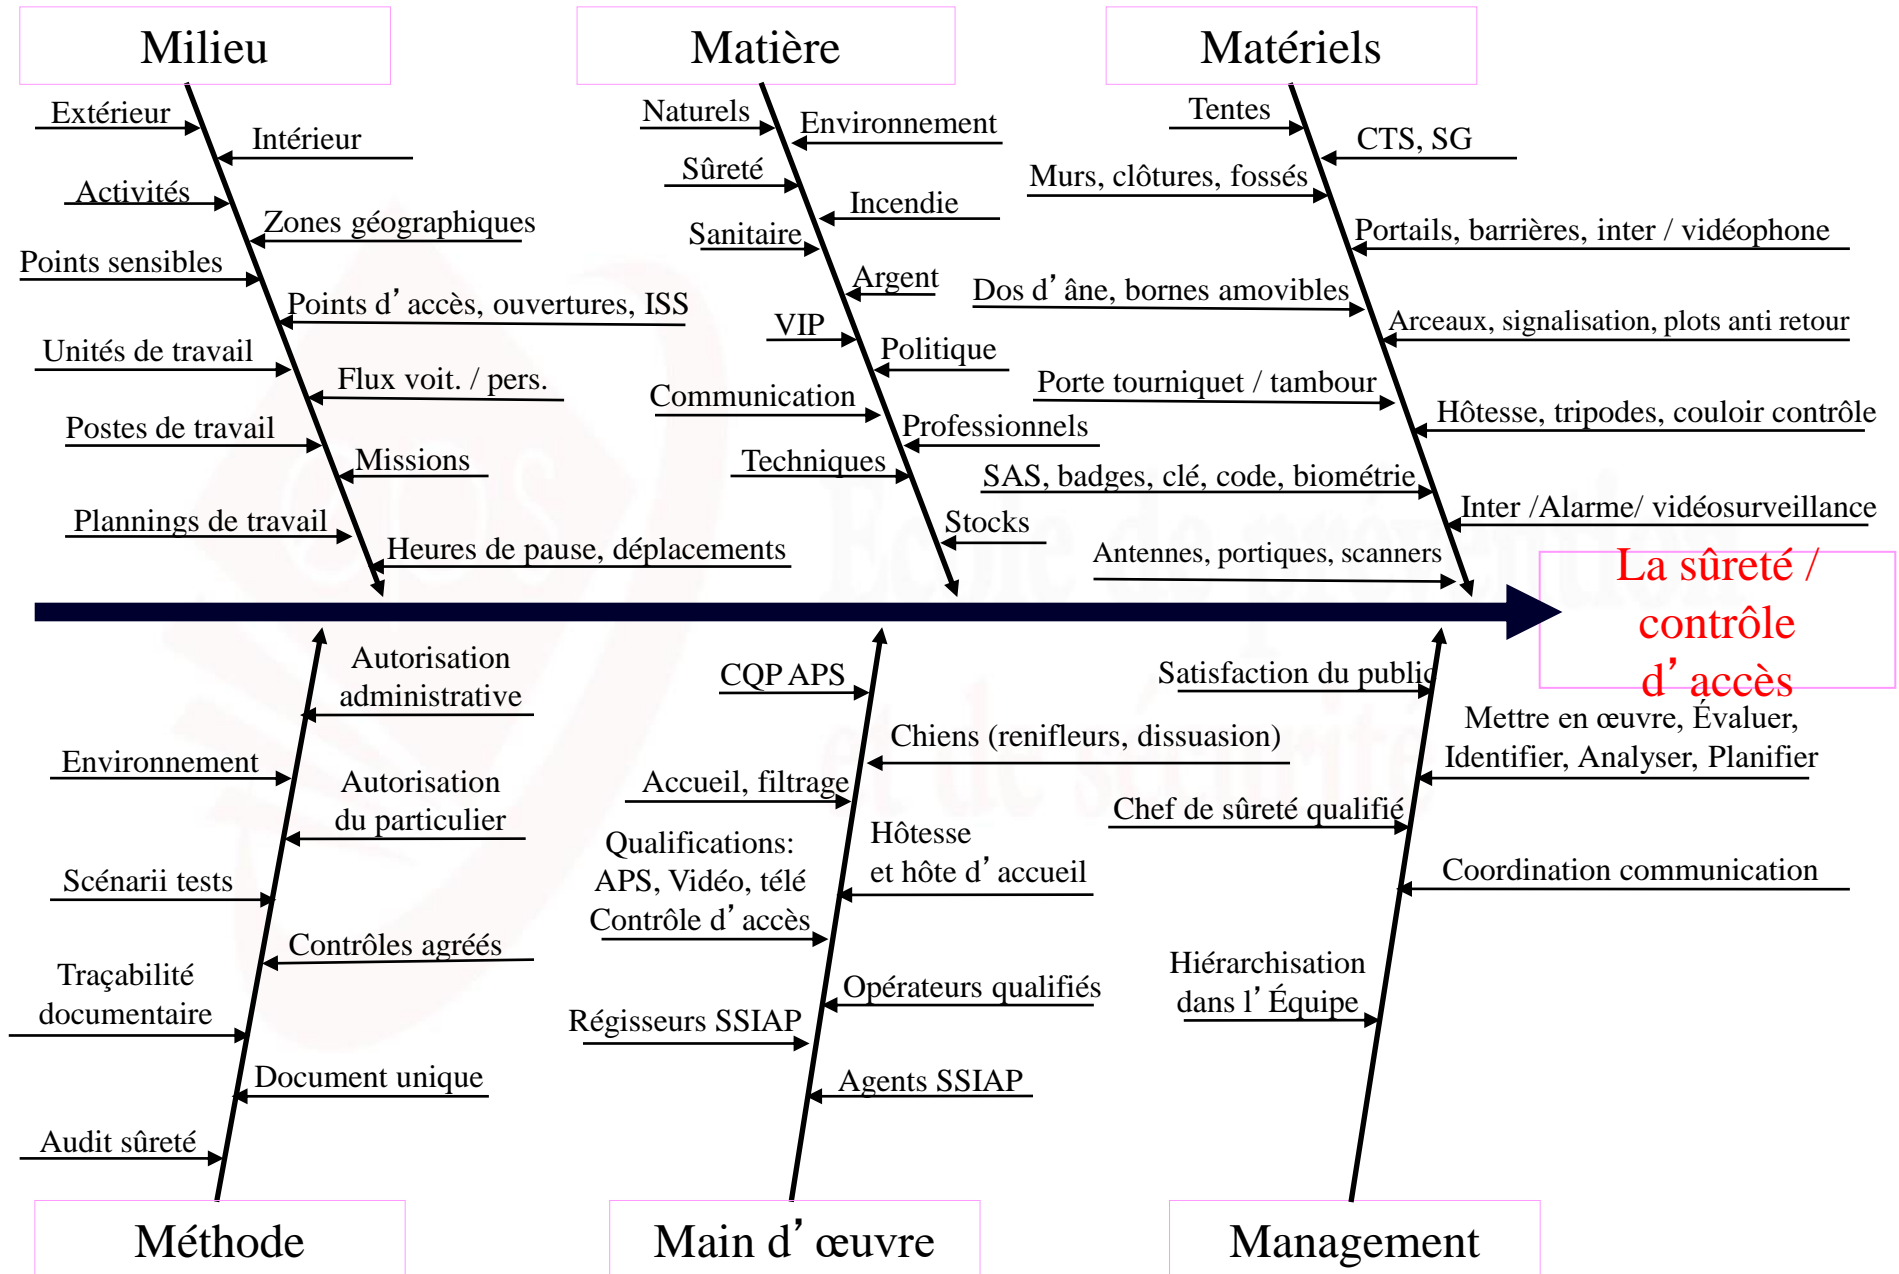 Milieu
Matière
Matériels
Extérieur
Intérieur
Activités
Zones géographiques
Points sensibles
Points d’accès, ouvertures, ISS
Unités de travail
Flux voit. / pers.
Postes de travail
Missions
Plannings de travail
Heures de pause, déplacements
Naturels
Environnement
Sûreté
Incendie
Sanitaire
Argent
VIP
Politique
Communication
Professionnels
Techniques
Stocks
Tentes
CTS, SG
Murs, clôtures, fossés
Portails, barrières, inter / vidéophone
Dos d’âne, bornes amovibles
Arceaux, signalisation, plots anti retour
Porte tourniquet / tambour
Hôtesse, tripodes, couloir contrôle
SAS, badges, clé, code, biométrie
Inter /Alarme/ vidéosurveillance
Antennes, portiques, scanners
La sûreté /
contrôle
d’accès
Autorisation
administrative
Environnement
Autorisation
du particulier
Scénarii tests
Contrôles agréés
Traçabilité
documentaire
Document unique
Audit sûreté
CQP APS
Chiens (renifleurs, dissuasion)
Accueil, filtrage
Hôtesse
et hôte d’accueil
Qualifications:
APS, Vidéo, télé
Contrôle d’accès
Opérateurs qualifiés
Régisseurs SSIAP
Agents SSIAP
Satisfaction du public
Mettre en œuvre, Évaluer,
Identifier, Analyser, Planifier
Chef de sûreté qualifié
Coordination communication
Hiérarchisation
dans l’Équipe
Méthode
Main d’œuvre
Management
Ecole de prévention
et de sécurité